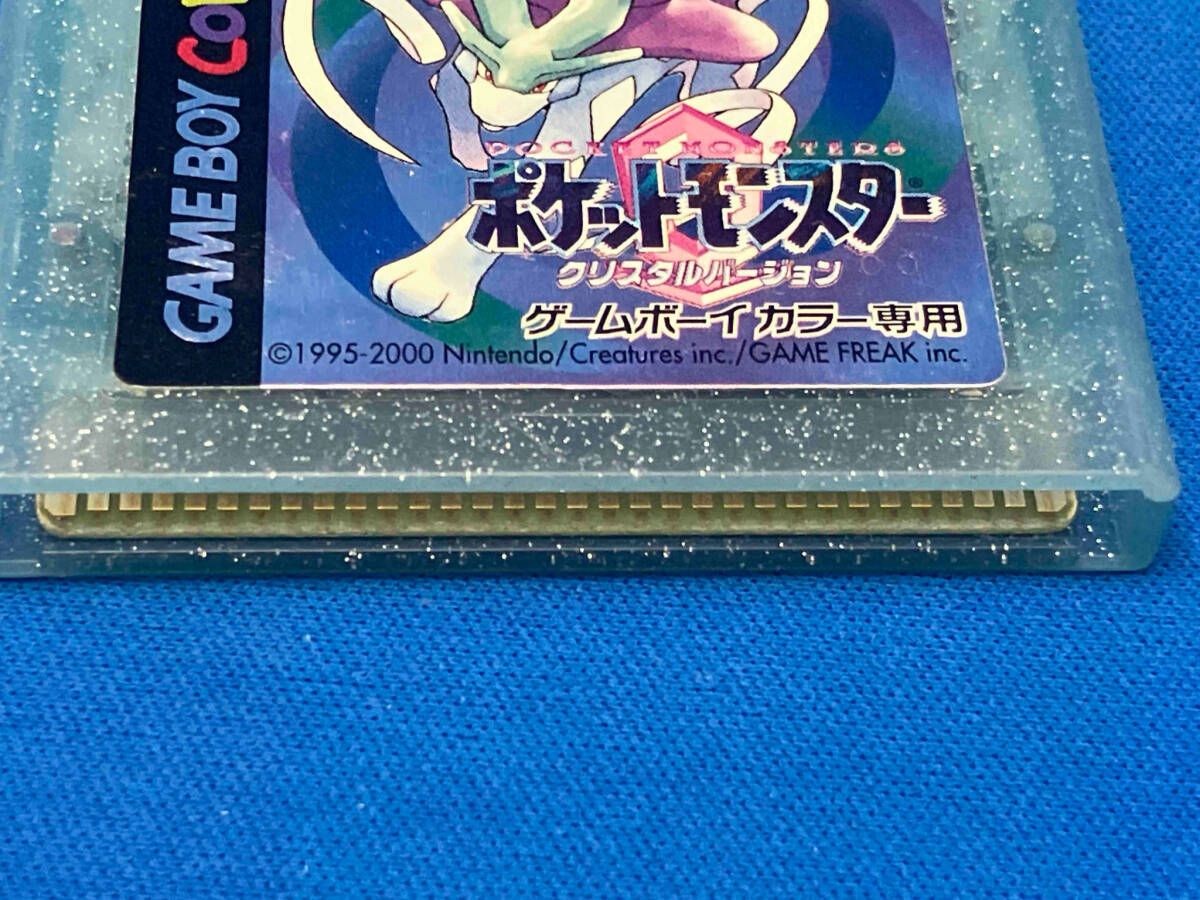 GAME BOY COL
POCKET MONSTERS
ポケットモンスター®
クリスタルバージョン
ゲームボーイカラー専用
©1995-2000 Nintendo/Creatures inc./GAME FREAK inc.